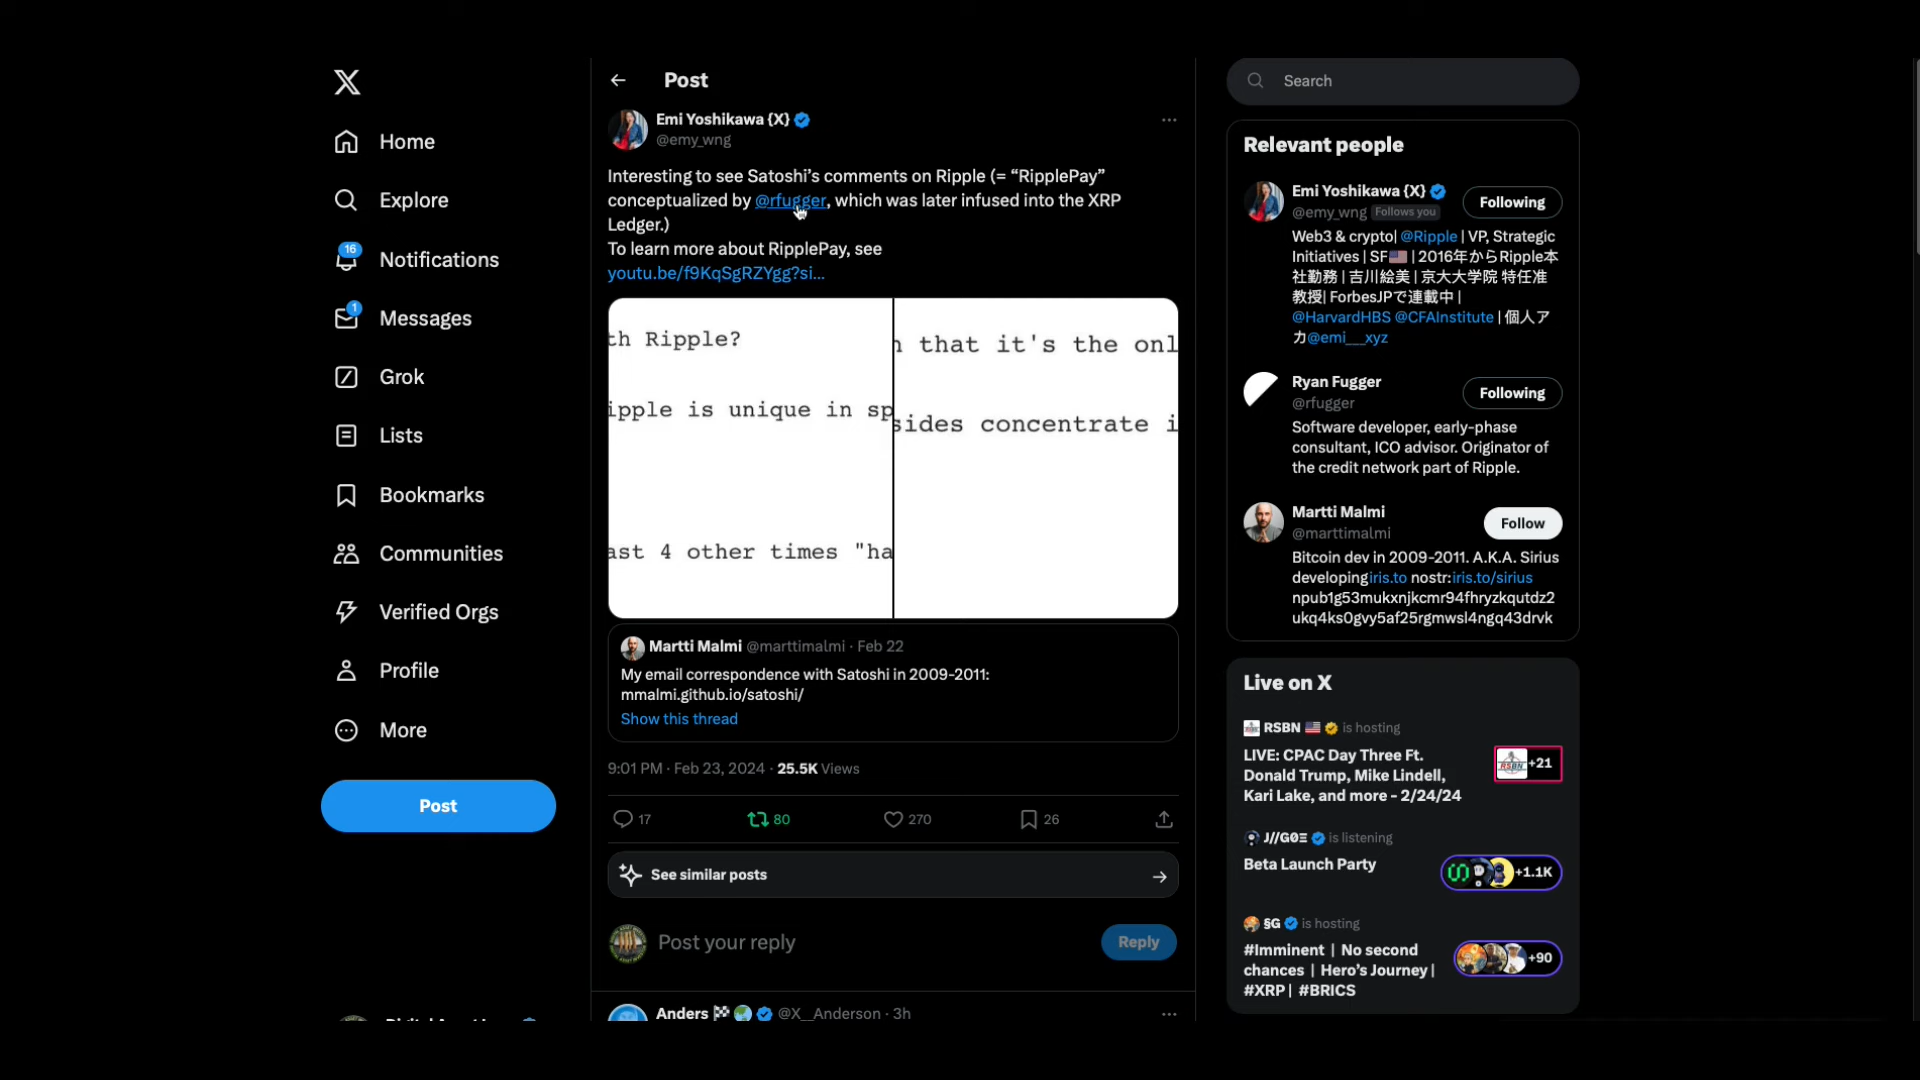 Home
Explore
16
Notifications
1
Messages
Grok
Lists
Bookmarks
Communities
Verified Orgs
Profile
More
Post
Post
Emi Yoshikawa {X}
@emy_wng
Interesting to see Satoshi’s comments on Ripple (= “RipplePay”
conceptualized by @rfugger, which was later infused into the XRP
Ledger.)
To learn more about RipplePay, see
youtu.be/f9KqSgRZYgg?si...
th Ripple?
ipple is unique in sp
ast 4 other times "ha
n that it's the onl
sides concentrate i
Martti Malmi @marttimalmi · Feb 22
My email correspondence with Satoshi in 2009-2011:
mmalmi.github.io/satoshi/
Show this thread
9:01 PM · Feb 23, 2024 · 25.5K Views
17 80 270 26
See similar posts
Post your reply
Reply
Anders @X__Anderson · 3h
Search
Relevant people
Emi Yoshikawa {X}
@emy_wng Follows you
Following
Web3 & crypto| @Ripple | VP, Strategic
Initiatives | SF🇺🇸 | 2016年からRipple本
社勤務 | 吉川絵美 | 京大大学院 特任准
教授| ForbesJPで連載中 |
@HarvardHBS @CFAInstitute | 個人ア
カ@emi___xyz
Ryan Fugger
@rfugger
Following
Software developer, early-phase
consultant, ICO advisor. Originator of
the credit network part of Ripple.
Martti Malmi
@marttimalmi
Follow
Bitcoin dev in 2009-2011. A.K.A. Sirius
developingiris.to nostr:iris.to/sirius
npub1g53mukxnjkcmr94fhryzkqutdz2
ukq4ks0gvy5af25rgmwsl4ngq43drvk
Live on X
RSBN 🇺🇸 is hosting
LIVE: CPAC Day Three Ft.
Donald Trump, Mike Lindell,
Kari Lake, and more - 2/24/24
RSBN
+21
J//GØΞ is listening
Beta Launch Party
+1.1K
§G is hosting
#Imminent | No second
chances | Hero’s Journey |
#XRP | #BRICS
+90